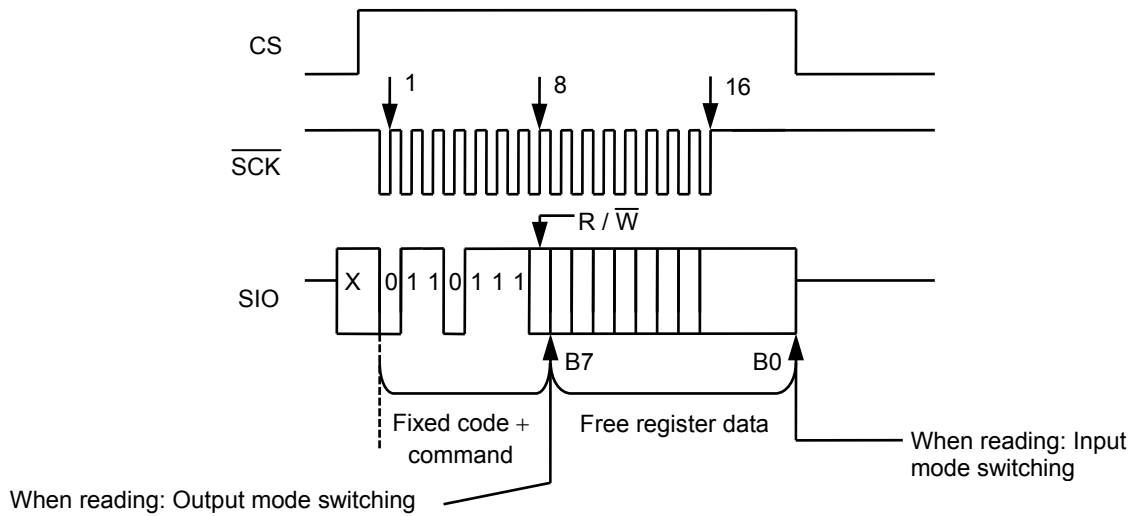 CS
1
8
16
SCK
R / W
SIO
X
0
1
1
0
1
1
1
B7
B0
Fixed code +
command
Free register data
When reading: Input
mode switching
When reading: Output mode switching